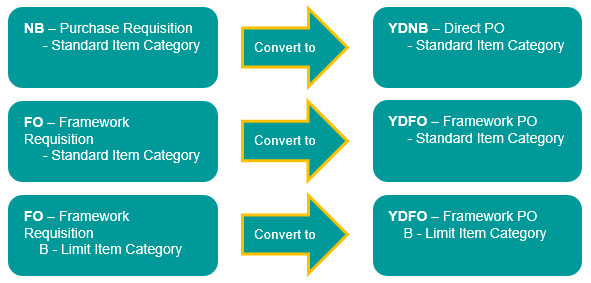 NB – Purchase Requisition
- Standard Item Category
Convert to
YDNB – Direct PO
- Standard Item Category
FO – Framework
Requisition
- Standard Item Category
Convert to
YDFO – Framework PO
- Standard Item Category
FO – Framework
Requisition
B - Limit Item Category
Convert to
YDFO – Framework PO
B - Limit Item Category